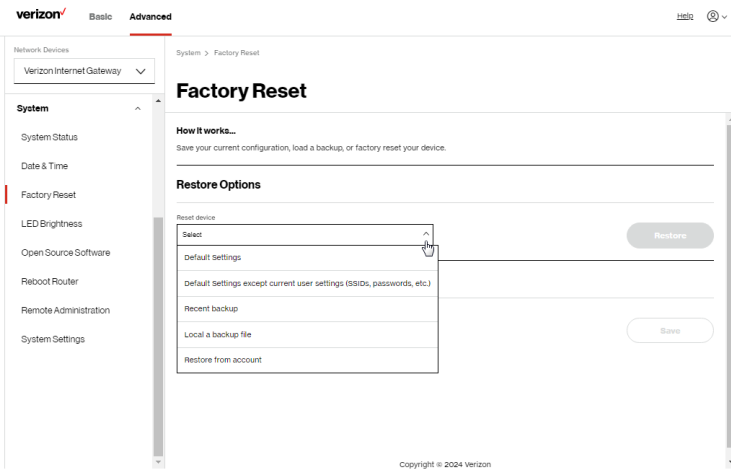 verizon
Basic
Advanced
Help
Network Devices
Verizon Internet Gateway
System
System Status
Date & Time
Factory Reset
LED Brightness
Open Source Software
Reboot Router
Remote Administration
System Settings
System > Factory Reset
Factory Reset
How it works...
Save your current configuration, load a backup, or factory reset your device.
Restore Options
Reset device
Select
Restore
Default Settings
Default Settings except current user settings (SSIDs, passwords, etc.)
Recent backup
Local a backup file
Restore from account
Save
Copyright © 2024 Verizon